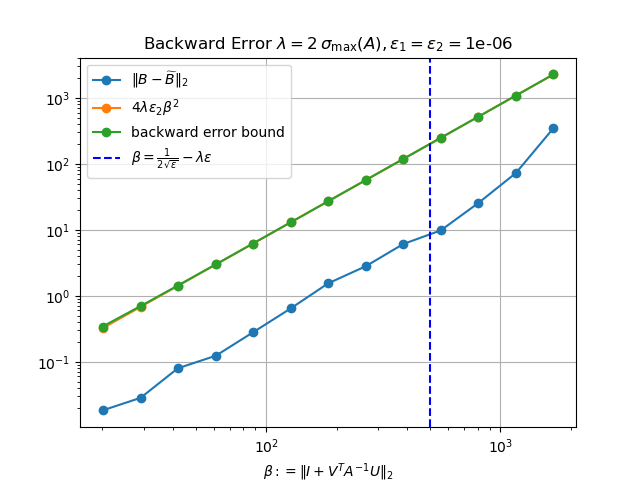 Backward Error λ = 2 σ_max(A), ε₁ = ε₂ = 1e-06
‖B − B̃‖₂
4λε₂β²
backward error bound
β = 1/(2√ε) − λε
10³
10²
10¹
10⁰
10⁻¹
10²
10³
β := ‖I + VᵀA⁻¹U‖₂